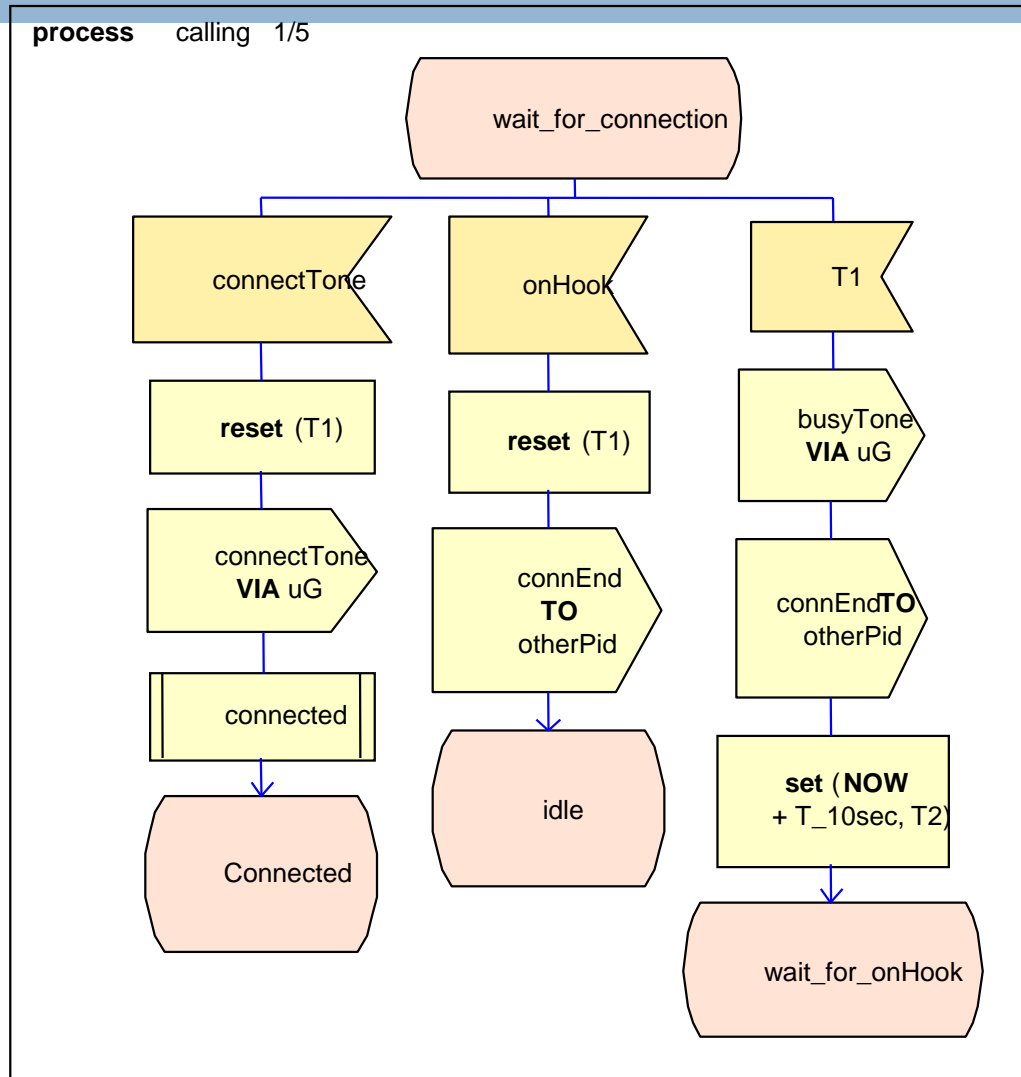 process calling 1/5
wait_for_connection
connectTone
onHook
T1
reset (T1)
reset (T1)
busyTone
VIA uG
connectTone
VIA uG
connEnd
TO
otherPid
connEndTO
otherPid
connected
set (NOW
+ T_10sec, T2)
idle
Connected
wait_for_onHook